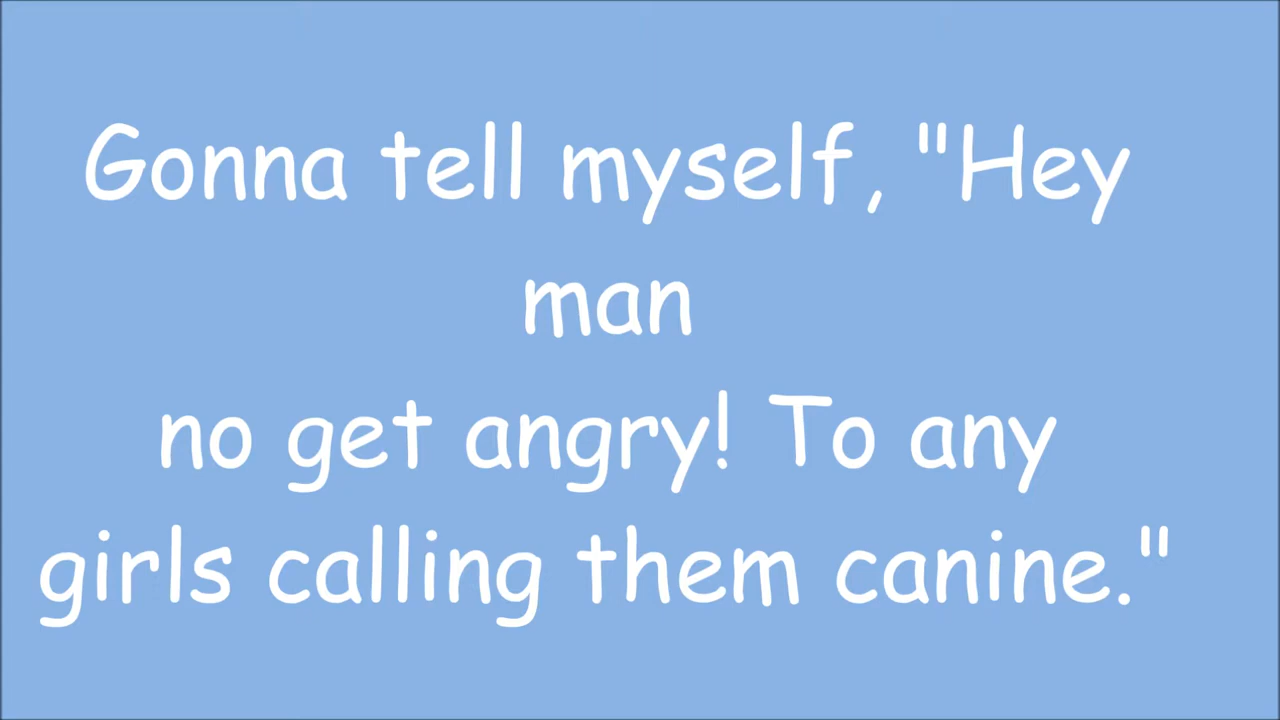 Gonna tell myself, "Hey
man
no get angry! To any
girls calling them canine."